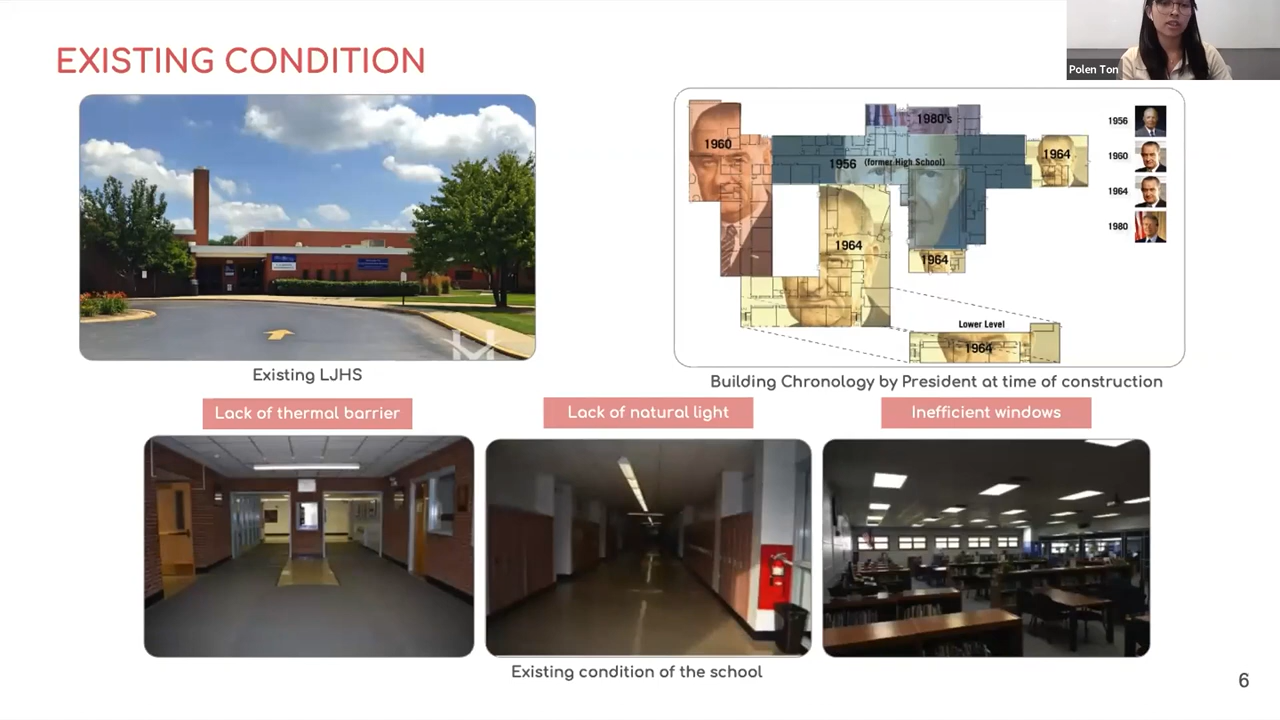 EXISTING CONDITION
Polen Ton
1960
1980's
1956 (former High School)
1964
1964
1964
Lower Level
1964
1956
1960
1964
1980
Existing LJHS
Building Chronology by President at time of construction
Lack of thermal barrier
Lack of natural light
Inefficient windows
Existing condition of the school
6